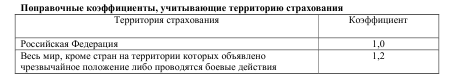 Поправочные коэффициенты, учитывающие территорию страхования
Территория страхования Коэффициент
Российская Федерация 1,0
Весь мир, кроме стран на территории которых объявлено 1,2
чрезвычайное положение либо проводятся боевые действия